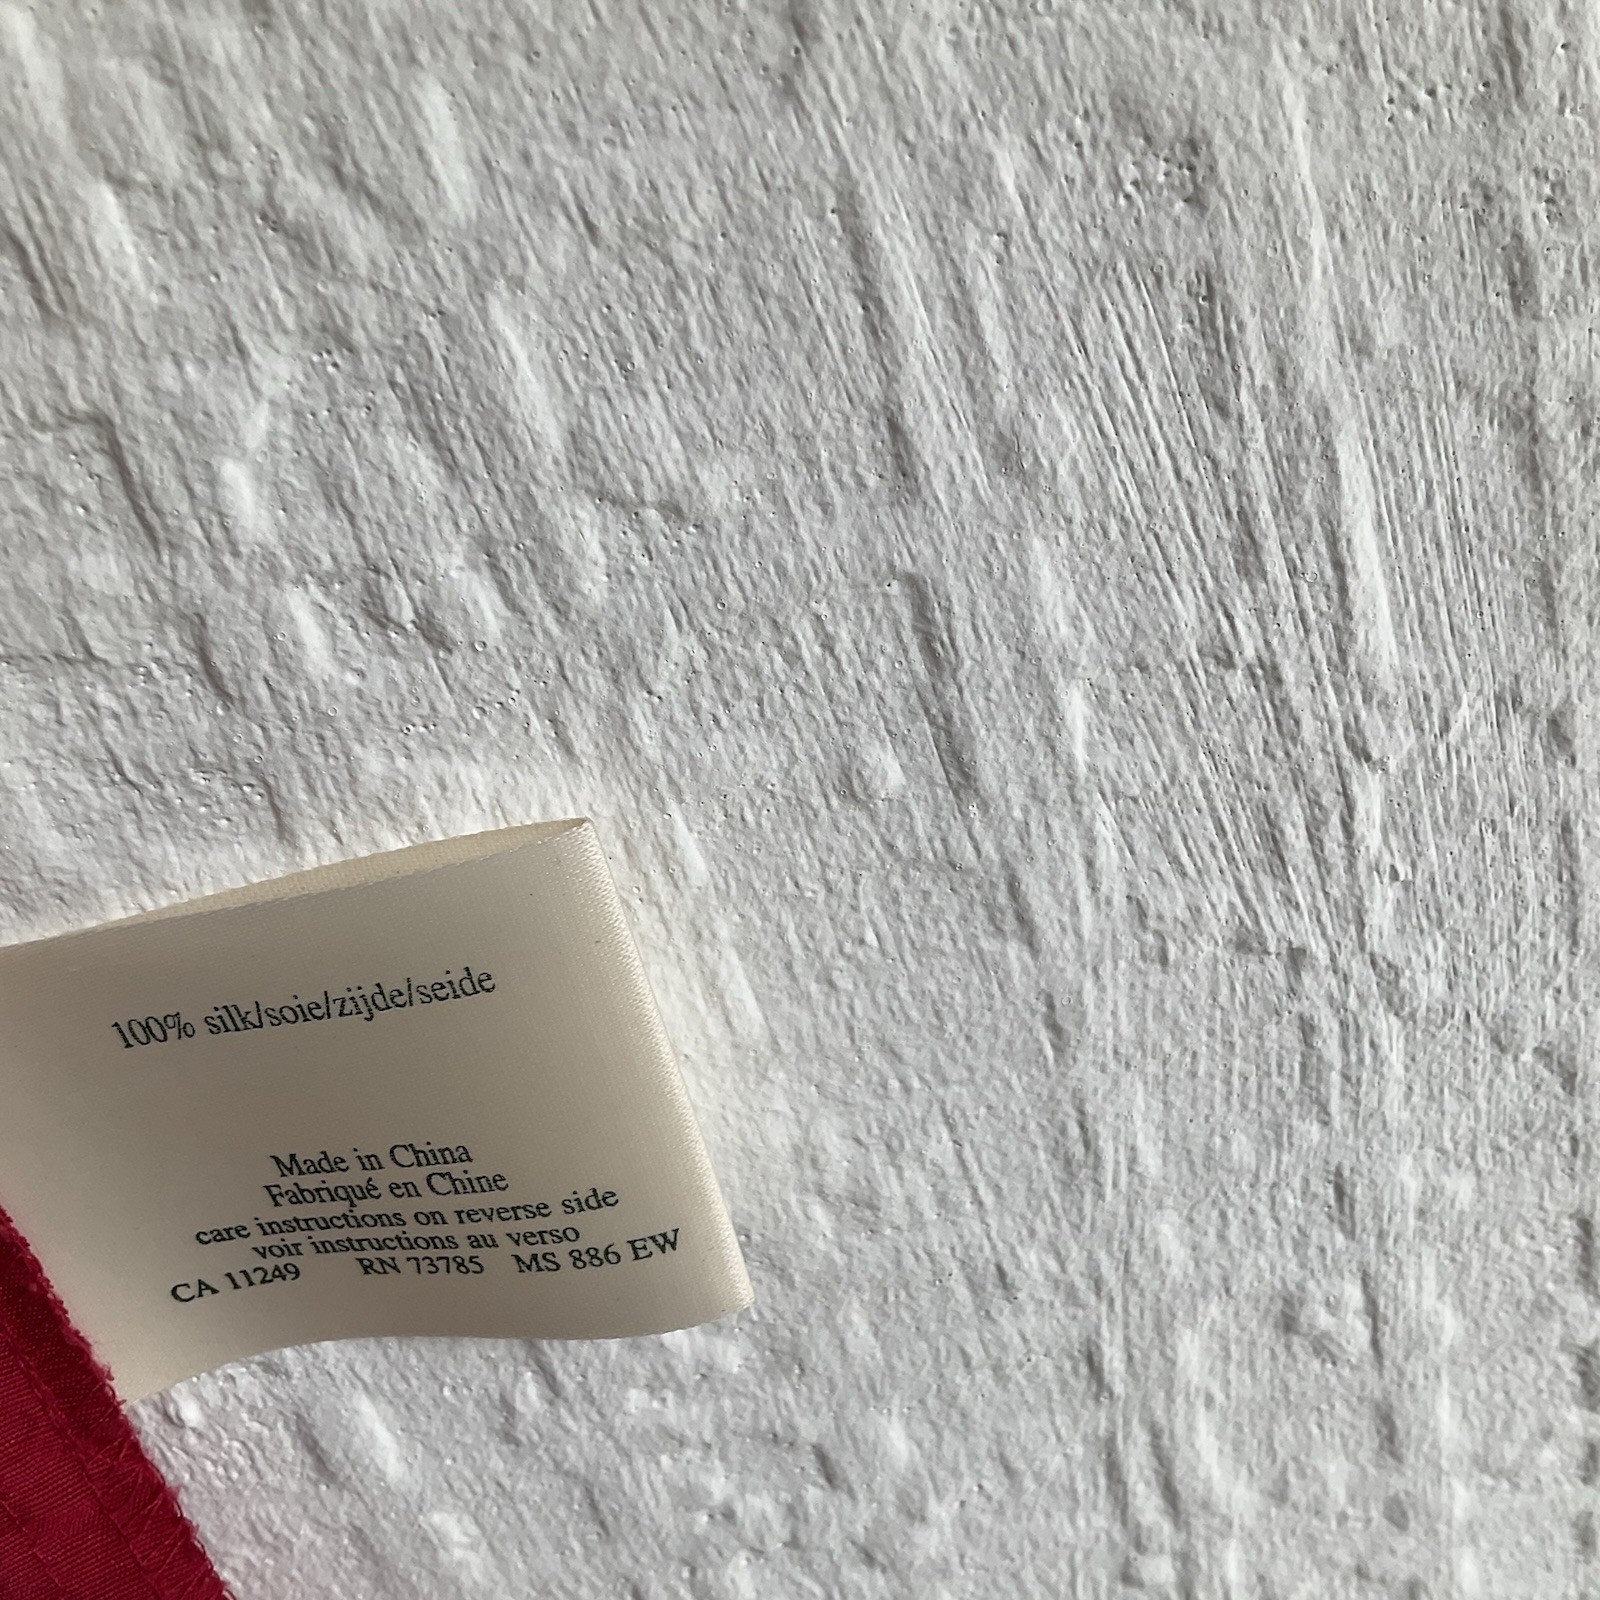 100% silk/soie/zijde/seide
Made in China
Fabriqué en Chine
care instructions on reverse side
voir instructions au verso
CA 11249 RN 73785 MS 886 EW